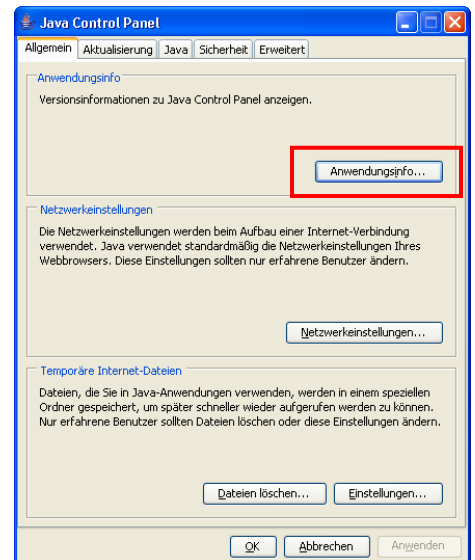 Java Control Panel
Allgemein Aktualisierung Java Sicherheit Erweitert
Anwendungsinfo
Versionsinformationen zu Java Control Panel anzeigen.
Anwendungsinfo...
Netzwerkeinstellungen
Die Netzwerkeinstellungen werden beim Aufbau einer Internet-Verbindung
verwendet. Java verwendet standardmäßig die Netzwerkeinstellungen Ihres
Webbrowsers. Diese Einstellungen sollten nur erfahrene Benutzer ändern.
Netzwerkeinstellungen...
Temporäre Internet-Dateien
Dateien, die Sie in Java-Anwendungen verwenden, werden in einem speziellen
Ordner gespeichert, um später schneller wieder aufgerufen werden zu können.
Nur erfahrene Benutzer sollten Dateien löschen oder diese Einstellungen ändern.
Dateien löschen... Einstellungen...
OK Abbrechen Anwenden